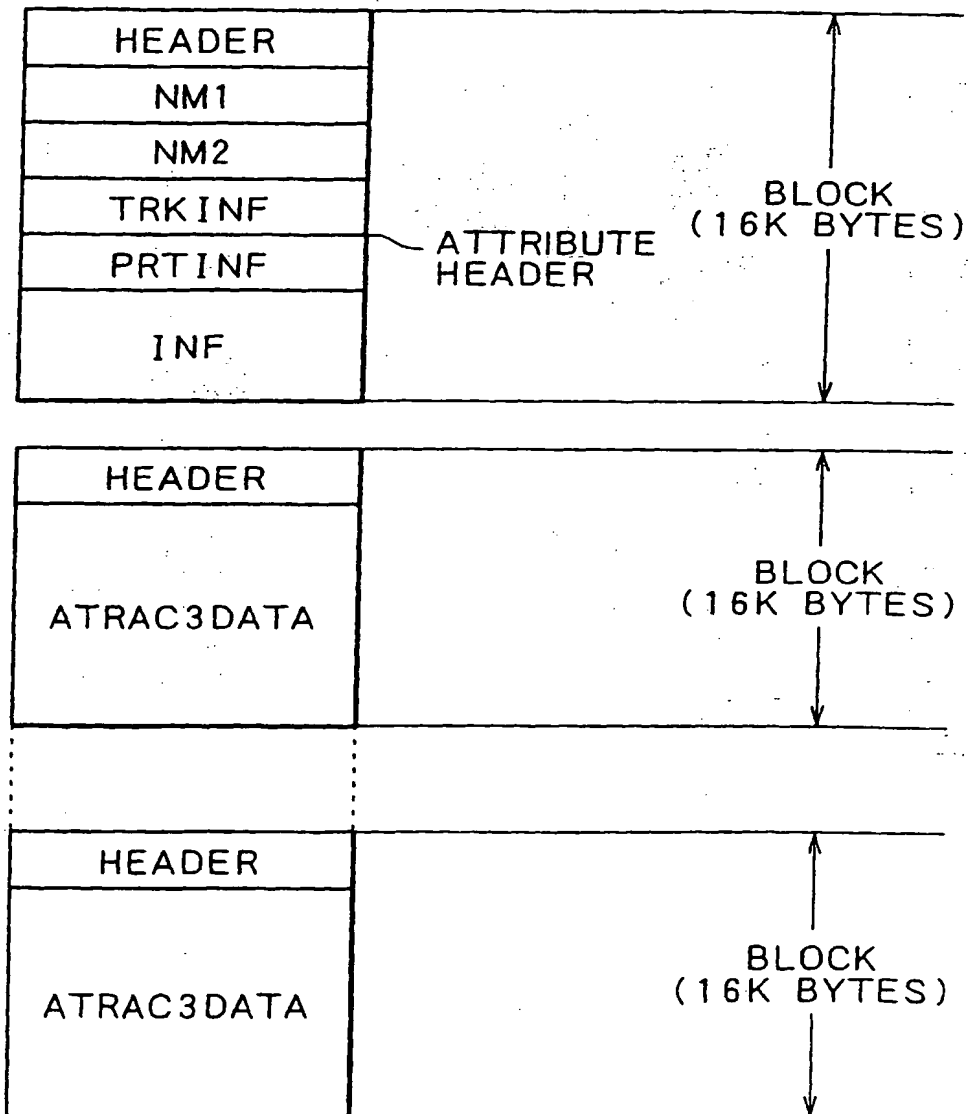 HEADER
NM1
NM2
TRKINF
PRTINF
INF
ATTRIBUTE
HEADER
BLOCK
(16K BYTES)
HEADER
ATRAC3DATA
BLOCK
(16K BYTES)
HEADER
ATRAC3DATA
BLOCK
(16K BYTES)